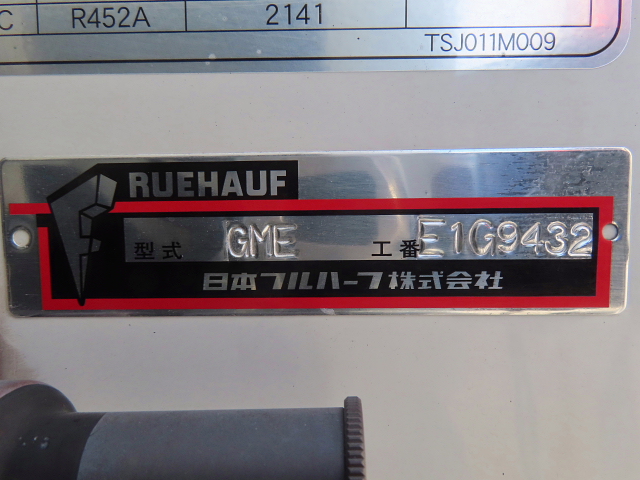 C R452A 2141
TSJ011M009
FRUEHAUF
型式 GME 工番 E1G9432
日本フルハーフ株式会社